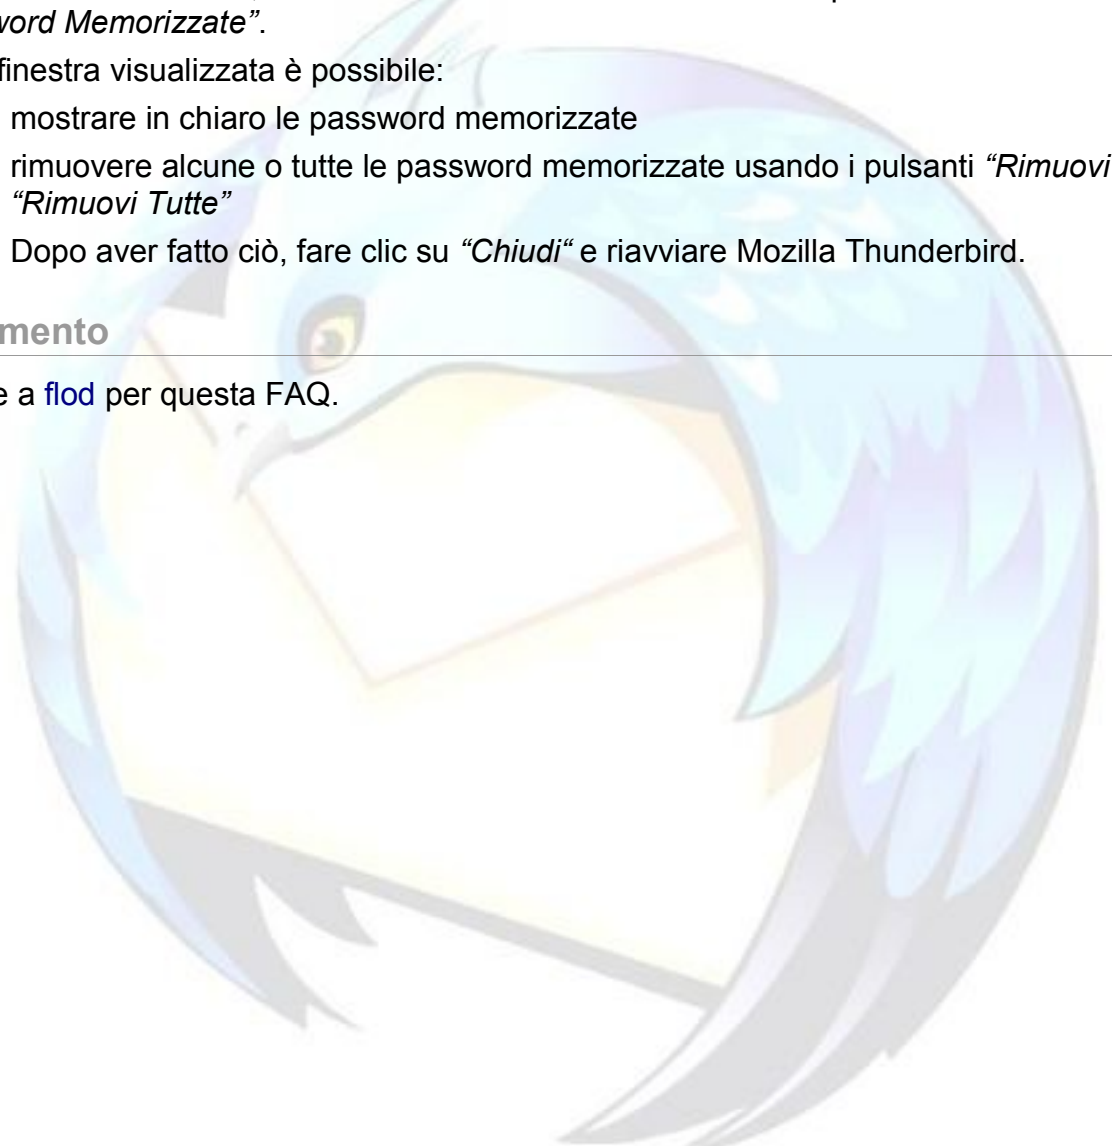 word Memorizzate”.
finestra visualizzata è possibile:
mostrare in chiaro le password memorizzate
rimuovere alcune o tutte le password memorizzate usando i pulsanti “Rimuovi
“Rimuovi Tutte”
Dopo aver fatto ciò, fare clic su “Chiudi“ e riavviare Mozilla Thunderbird.
mento
e a flod per questa FAQ.